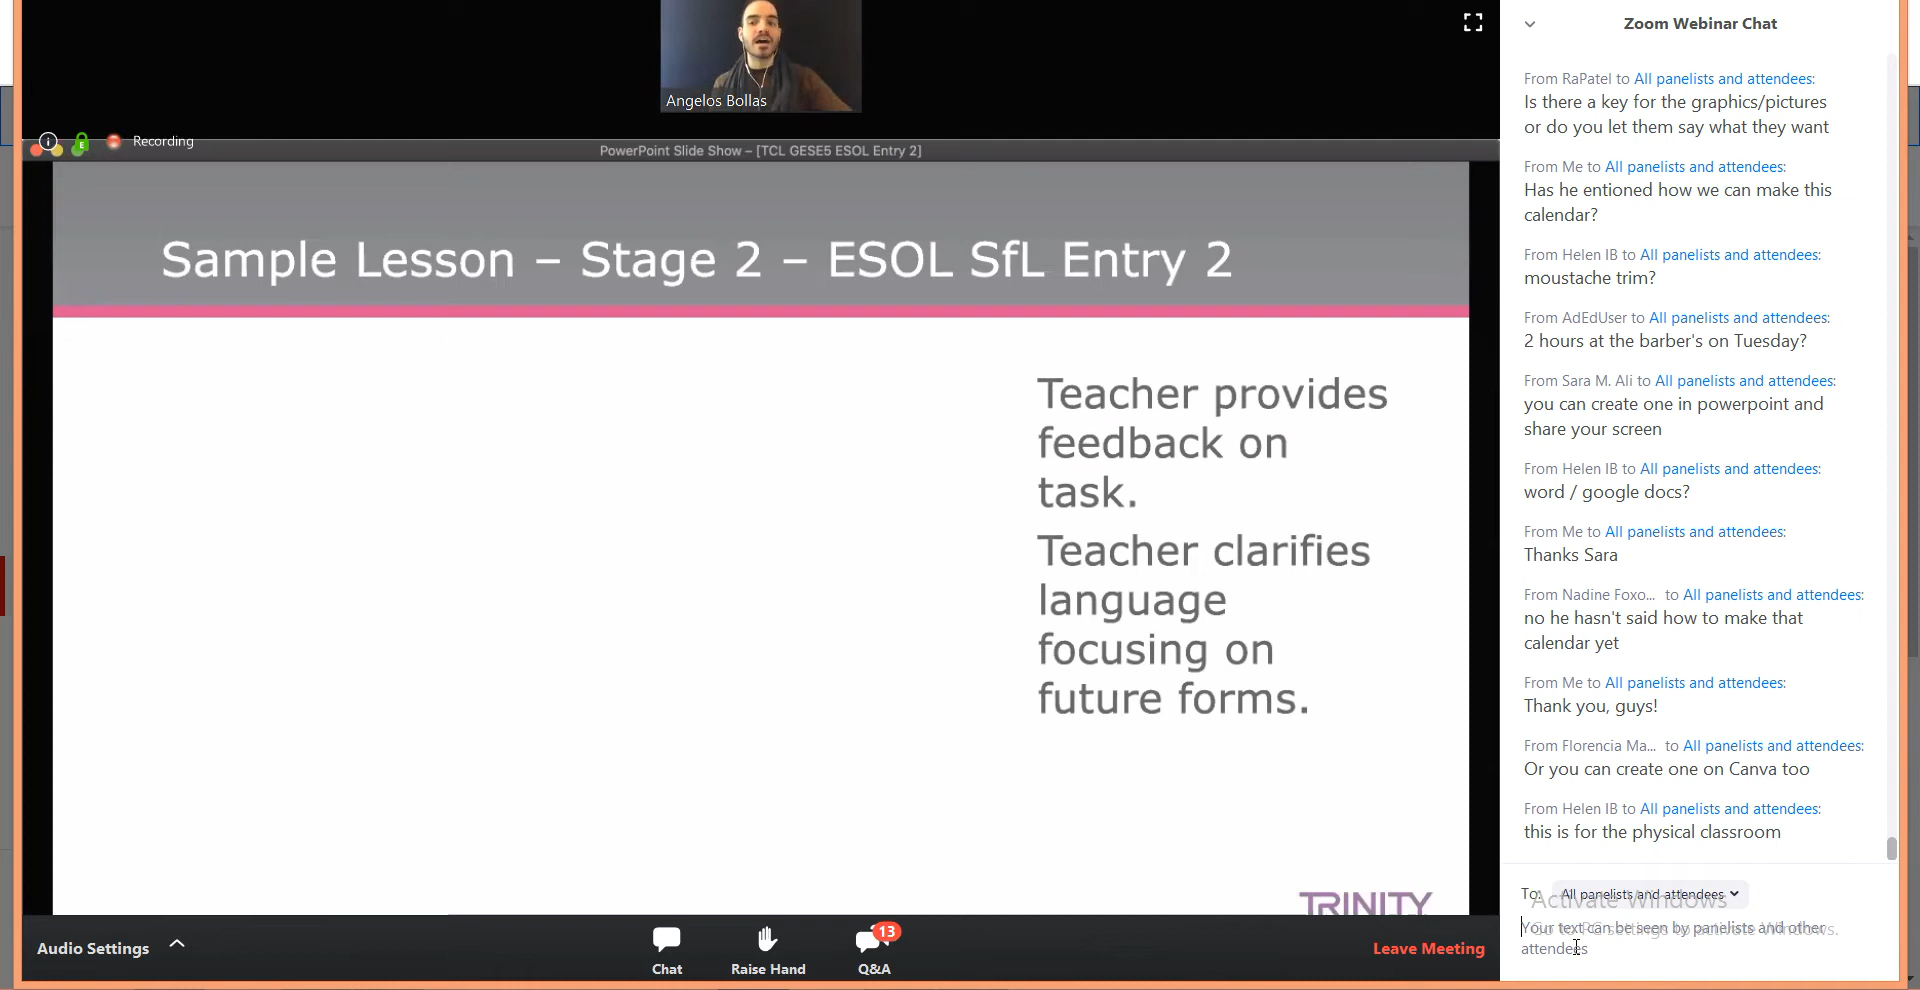 Angelos Bollas
Recording
PowerPoint Slide Show – [TCL GESE5 ESOL Entry 2]
Sample Lesson – Stage 2 – ESOL SfL Entry 2
Teacher provides
feedback on
task.
Teacher clarifies
language
focusing on
future forms.
TRINITY
Audio Settings
Chat
Raise Hand
13
Q&A
Leave Meeting
Zoom Webinar Chat
From RaPatel to All panelists and attendees:
Is there a key for the graphics/pictures
or do you let them say what they want
From Me to All panelists and attendees:
Has he entioned how we can make this
calendar?
From Helen IB to All panelists and attendees:
moustache trim?
From AdEdUser to All panelists and attendees:
2 hours at the barber's on Tuesday?
From Sara M. Ali to All panelists and attendees:
you can create one in powerpoint and
share your screen
From Helen IB to All panelists and attendees:
word / google docs?
From Me to All panelists and attendees:
Thanks Sara
From Nadine Foxo... to All panelists and attendees:
no he hasn't said how to make that
calendar yet
From Me to All panelists and attendees:
Thank you, guys!
From Florencia Ma... to All panelists and attendees:
Or you can create one on Canva too
From Helen IB to All panelists and attendees:
this is for the physical classroom
To: All panelists and attendees
Activate Windows
Go to PC settings to activate Windows.
Your text can be seen by panelists and other
attendees